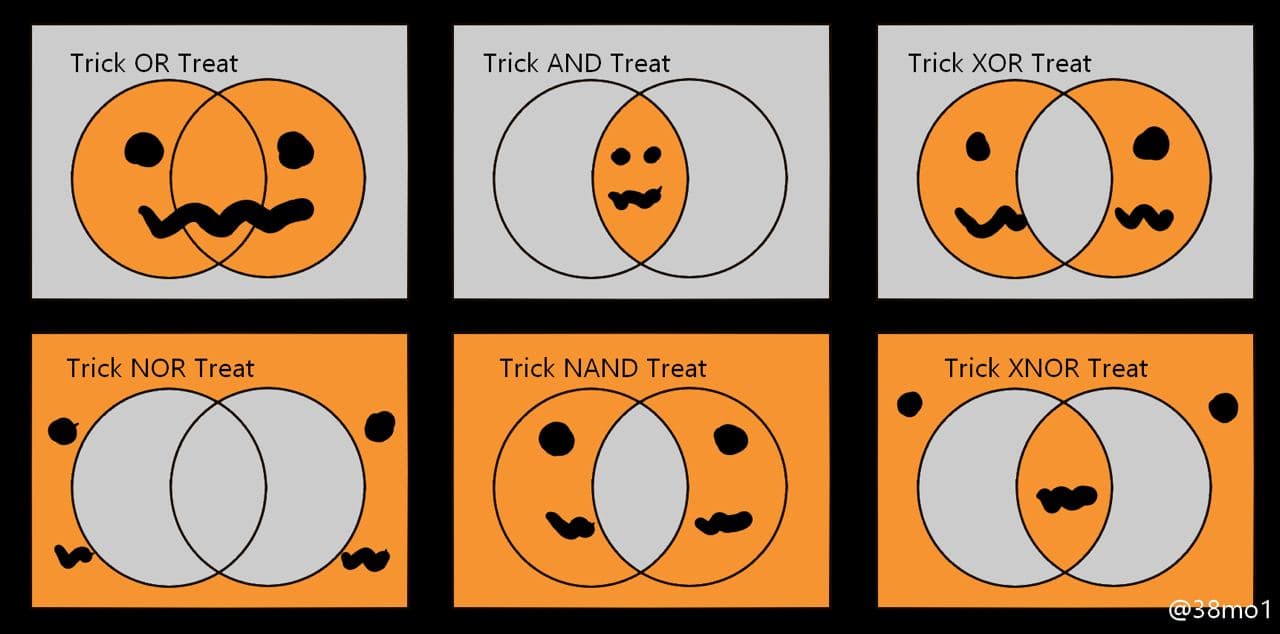 Trick OR Treat
Trick AND Treat
Trick XOR Treat
Trick NOR Treat
Trick NAND Treat
Trick XNOR Treat
@38mo1